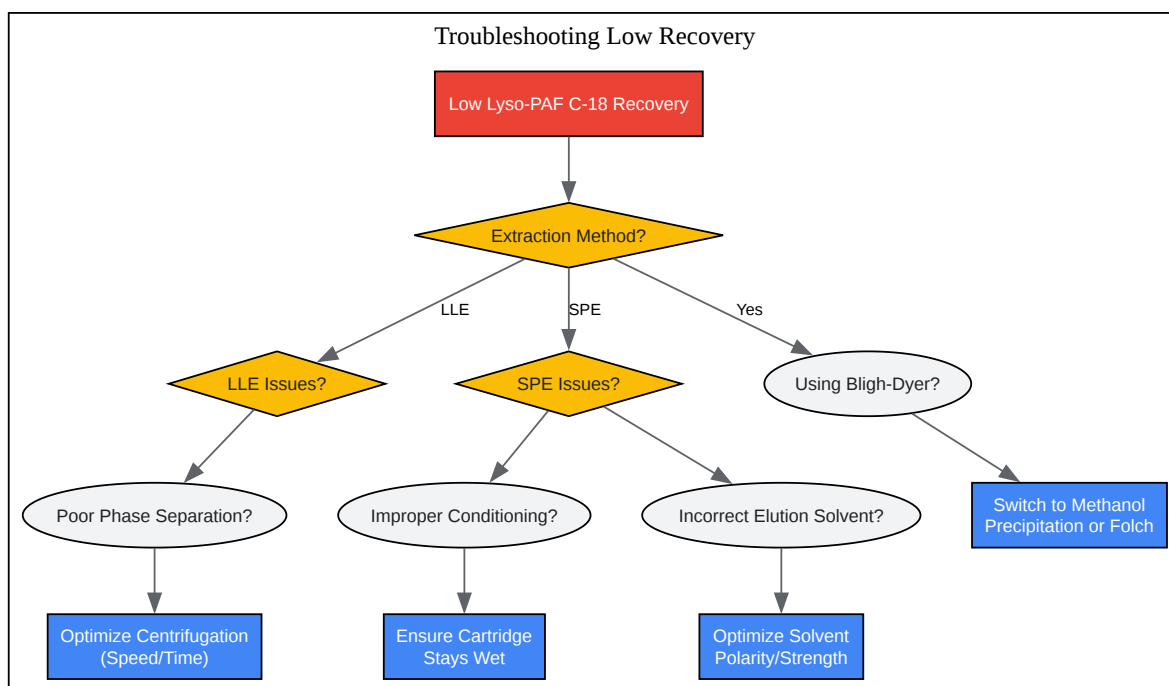 Troubleshooting Low Recovery
Low Lyso-PAF C-18 Recovery
Extraction Method?
LLE
SPE
Yes
LLE Issues?
SPE Issues?
Using Bligh-Dyer?
Poor Phase Separation?
Improper Conditioning?
Incorrect Elution Solvent?
Switch to Methanol
Precipitation or Folch
Optimize Centrifugation
(Speed/Time)
Ensure Cartridge
Stays Wet
Optimize Solvent
Polarity/Strength